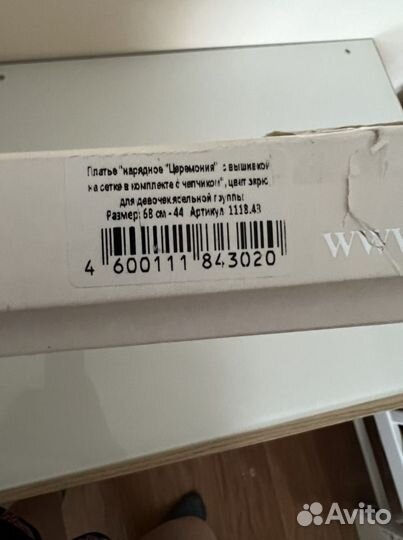 Платье "нарядное "Церемония" с вышивкой
на сетке в комплекте с чепчиком", цвет экрю
для девочек ясельной группы
Размер: 68 см - 44 Артикул 1118.43
4 600111 843020
www.
Avito